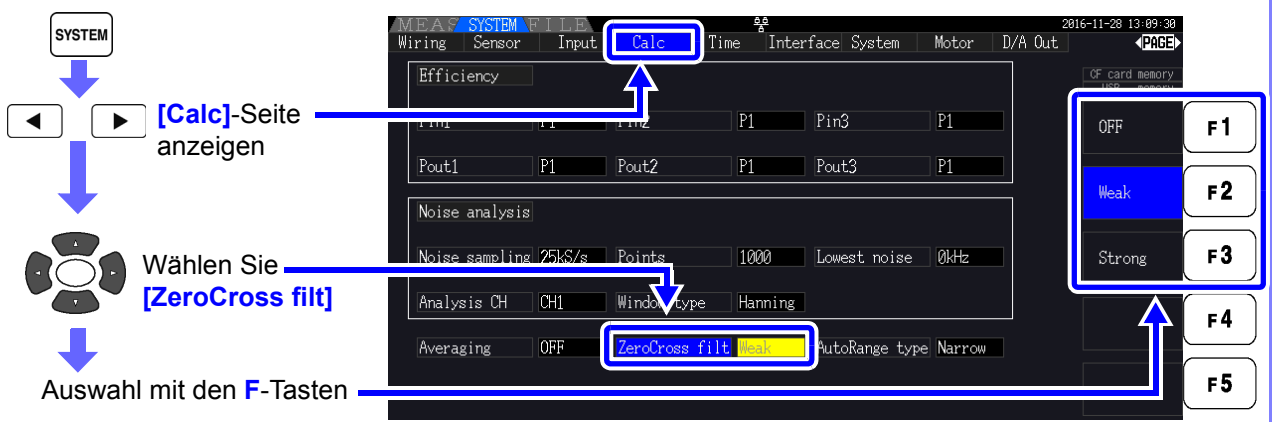 SYSTEM
[Calc]-Seite
anzeigen
Wählen Sie
[ZeroCross filt]
Auswahl mit den F-Tasten
MEAS SYSTEM FILE 2016-11-28 13:09:30
Wiring Sensor Input Calc Time Interface System Motor D/A Out PAGE
CF card memory
USB memory
Efficiency
Pin1 P1 Pin2 P1 Pin3 P1
Pout1 P1 Pout2 P1 Pout3 P1
Noise analysis
Noise sampling 25kS/s Points 1000 Lowest noise 0kHz
Analysis CH CH1 Window type Hanning
Averaging OFF ZeroCross filt Weak AutoRange type Narrow
OFF F1
Weak F2
Strong F3
F4
F5